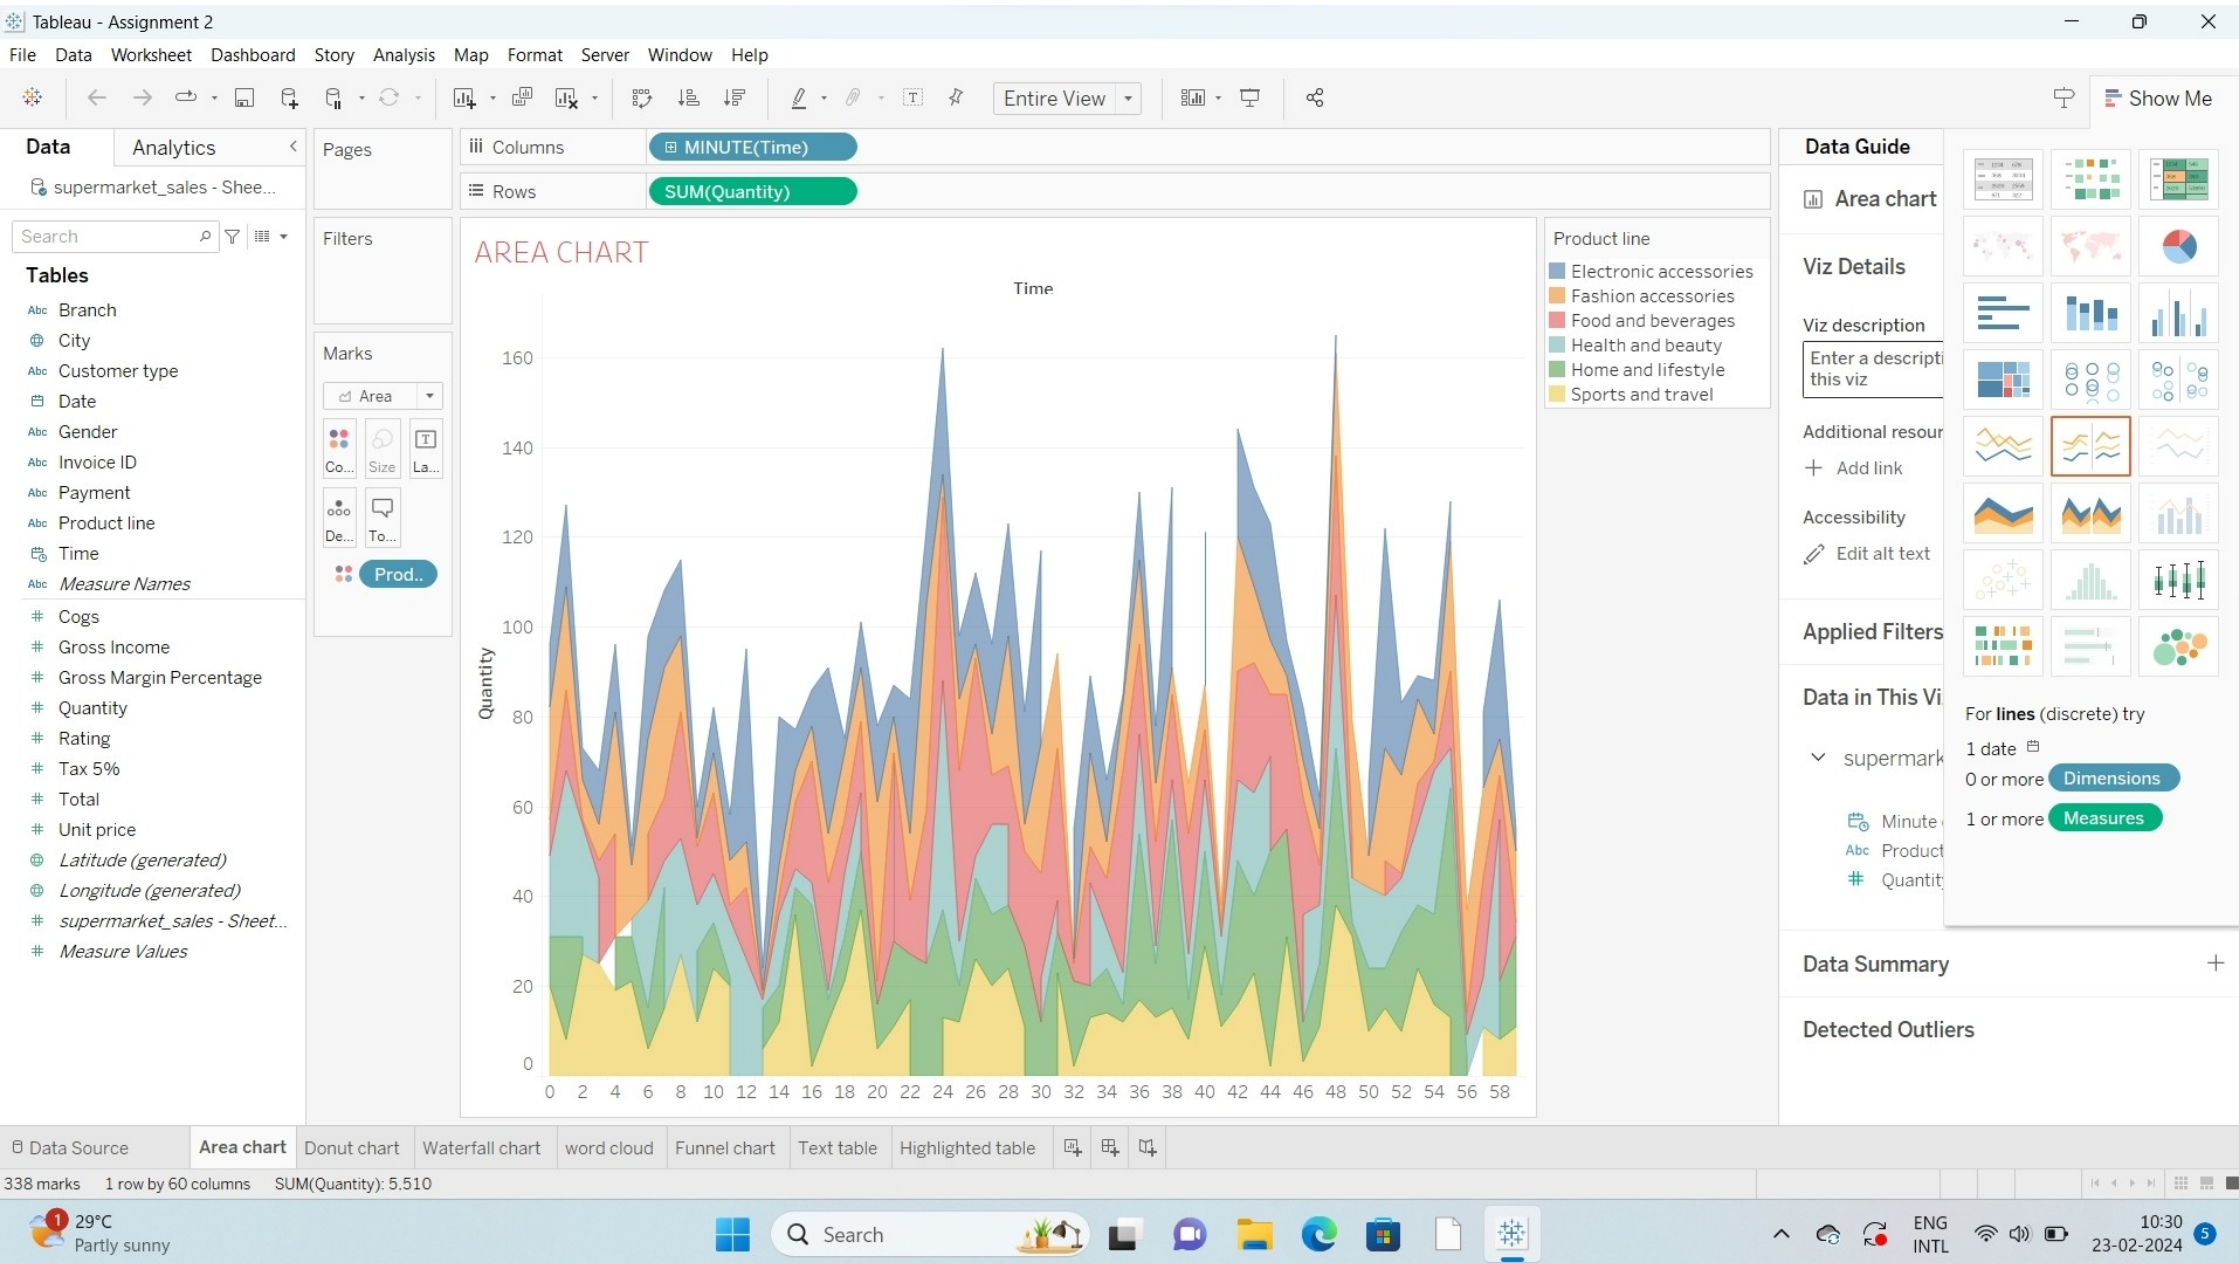 Tableau - Assignment 2
File Data Worksheet Dashboard Story Analysis Map Format Server Window Help
Entire View
Show Me
Data
Analytics
supermarket_sales - Shee...
Search
Tables
Abc Branch
City
Abc Customer type
Date
Abc Gender
Abc Invoice ID
Abc Payment
Abc Product line
Time
Abc Measure Names
# Cogs
# Gross Income
# Gross Margin Percentage
# Quantity
# Rating
# Tax 5%
# Total
# Unit price
Latitude (generated)
Longitude (generated)
# supermarket_sales - Sheet...
# Measure Values
Pages
Filters
Marks
Area
Co...
Size
La...
De...
To...
Prod..
Columns
MINUTE(Time)
Rows
SUM(Quantity)
AREA CHART
Time
Quantity
160
140
120
100
80
60
40
20
0
0 2 4 6 8 10 12 14 16 18 20 22 24 26 28 30 32 34 36 38 40 42 44 46 48 50 52 54 56 58
Product line
Electronic accessories
Fashion accessories
Food and beverages
Health and beauty
Home and lifestyle
Sports and travel
Data Guide
Area chart
Viz Details
Viz description
Enter a descripti
this viz
Additional resour
Add link
Accessibility
Edit alt text
Applied Filters
Data in This Vi
supermark
Minute
Abc Product
# Quantit
Data Summary
Detected Outliers
For lines (discrete) try
1 date
0 or more Dimensions
1 or more Measures
Data Source
Area chart
Donut chart
Waterfall chart
word cloud
Funnel chart
Text table
Highlighted table
338 marks 1 row by 60 columns SUM(Quantity): 5,510
1
29°C
Partly sunny
Search
ENG
INTL
10:30
23-02-2024
5